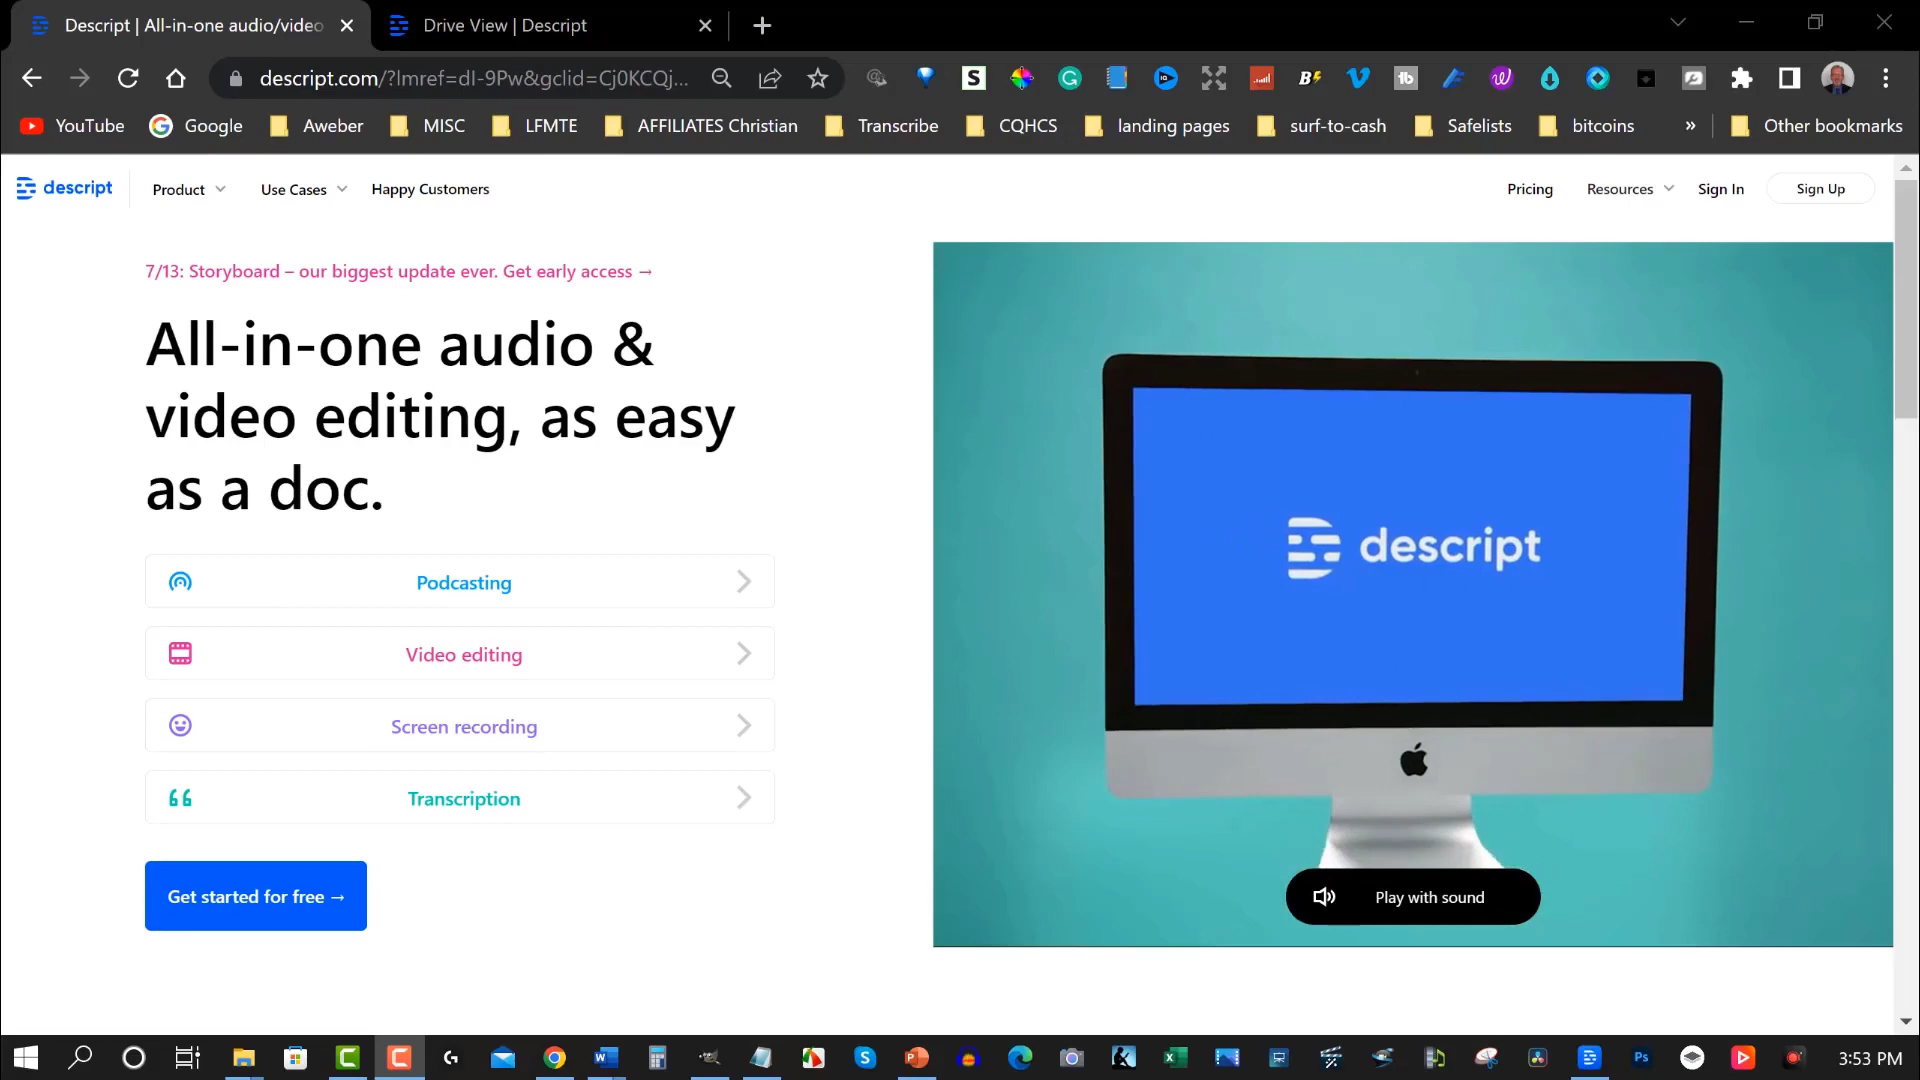 Descript | All-in-one audio/video
Drive View | Descript
descript.com/?lmref=dI-9Pw&gclid=Cj0KCQj...
YouTube
Google
Aweber
MISC
LFMTE
AFFILIATES Christian
Transcribe
CQHCS
landing pages
surf-to-cash
Safelists
bitcoins
»
Other bookmarks
descript
Product
Use Cases
Happy Customers
Pricing
Resources
Sign In
Sign Up
7/13: Storyboard – our biggest update ever. Get early access →
All-in-one audio &
video editing, as easy
as a doc.
Podcasting
Video editing
Screen recording
Transcription
Get started for free →
descript
Play with sound
3:53 PM